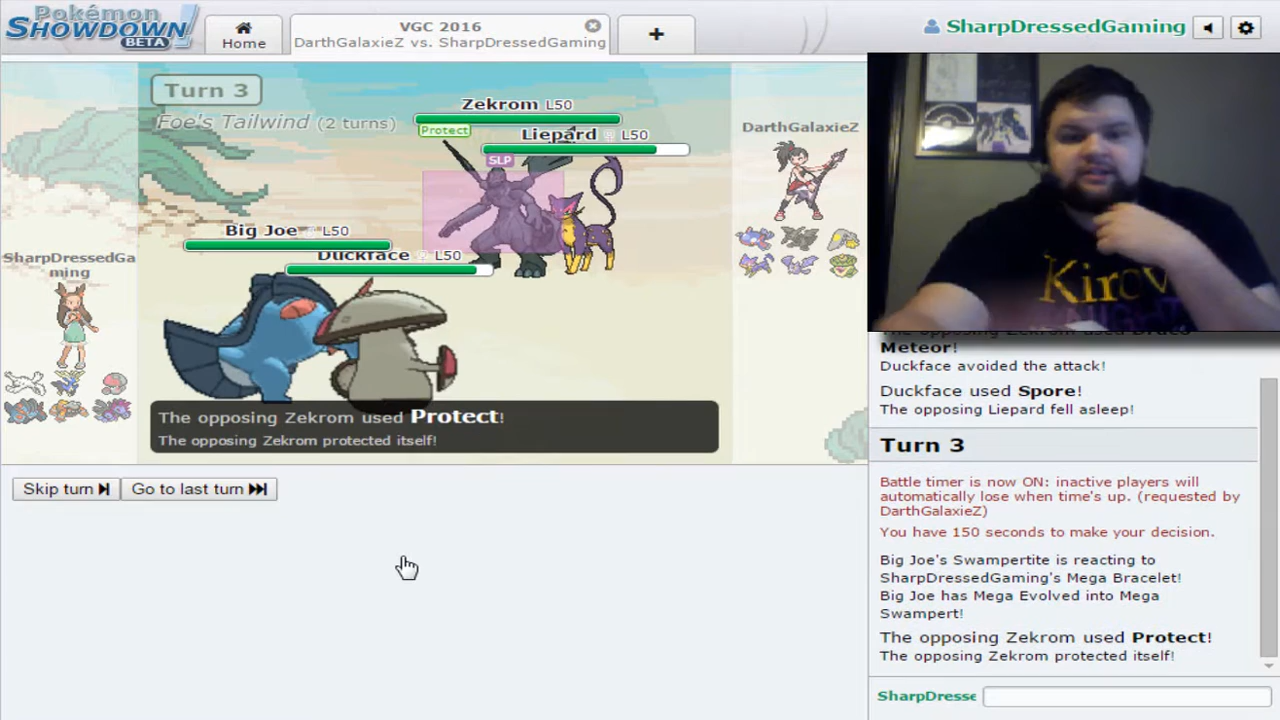 Pokémon
SHOWDOWN!
BETA
Home
VGC 2016
DarthGalaxieZ vs. SharpDressedGaming
+
SharpDressedGaming
Turn 3
Foe's Tailwind (2 turns)
Zekrom L50
Protect
Liepard L50
SLP
Big Joe L50
Duckface L50
SharpDressedGa
ming
DarthGalaxieZ
The opposing Zekrom used Protect!
The opposing Zekrom protected itself!
Skip turn
Go to last turn
Meteor!
Duckface avoided the attack!
Duckface used Spore!
The opposing Liepard fell asleep!
Turn 3
Battle timer is now ON: inactive players will
automatically lose when time's up. (requested by
DarthGalaxieZ)
You have 150 seconds to make your decision.
Big Joe's Swampertite is reacting to
SharpDressedGaming's Mega Bracelet!
Big Joe has Mega Evolved into Mega
Swampert!
The opposing Zekrom used Protect!
The opposing Zekrom protected itself!
SharpDresse